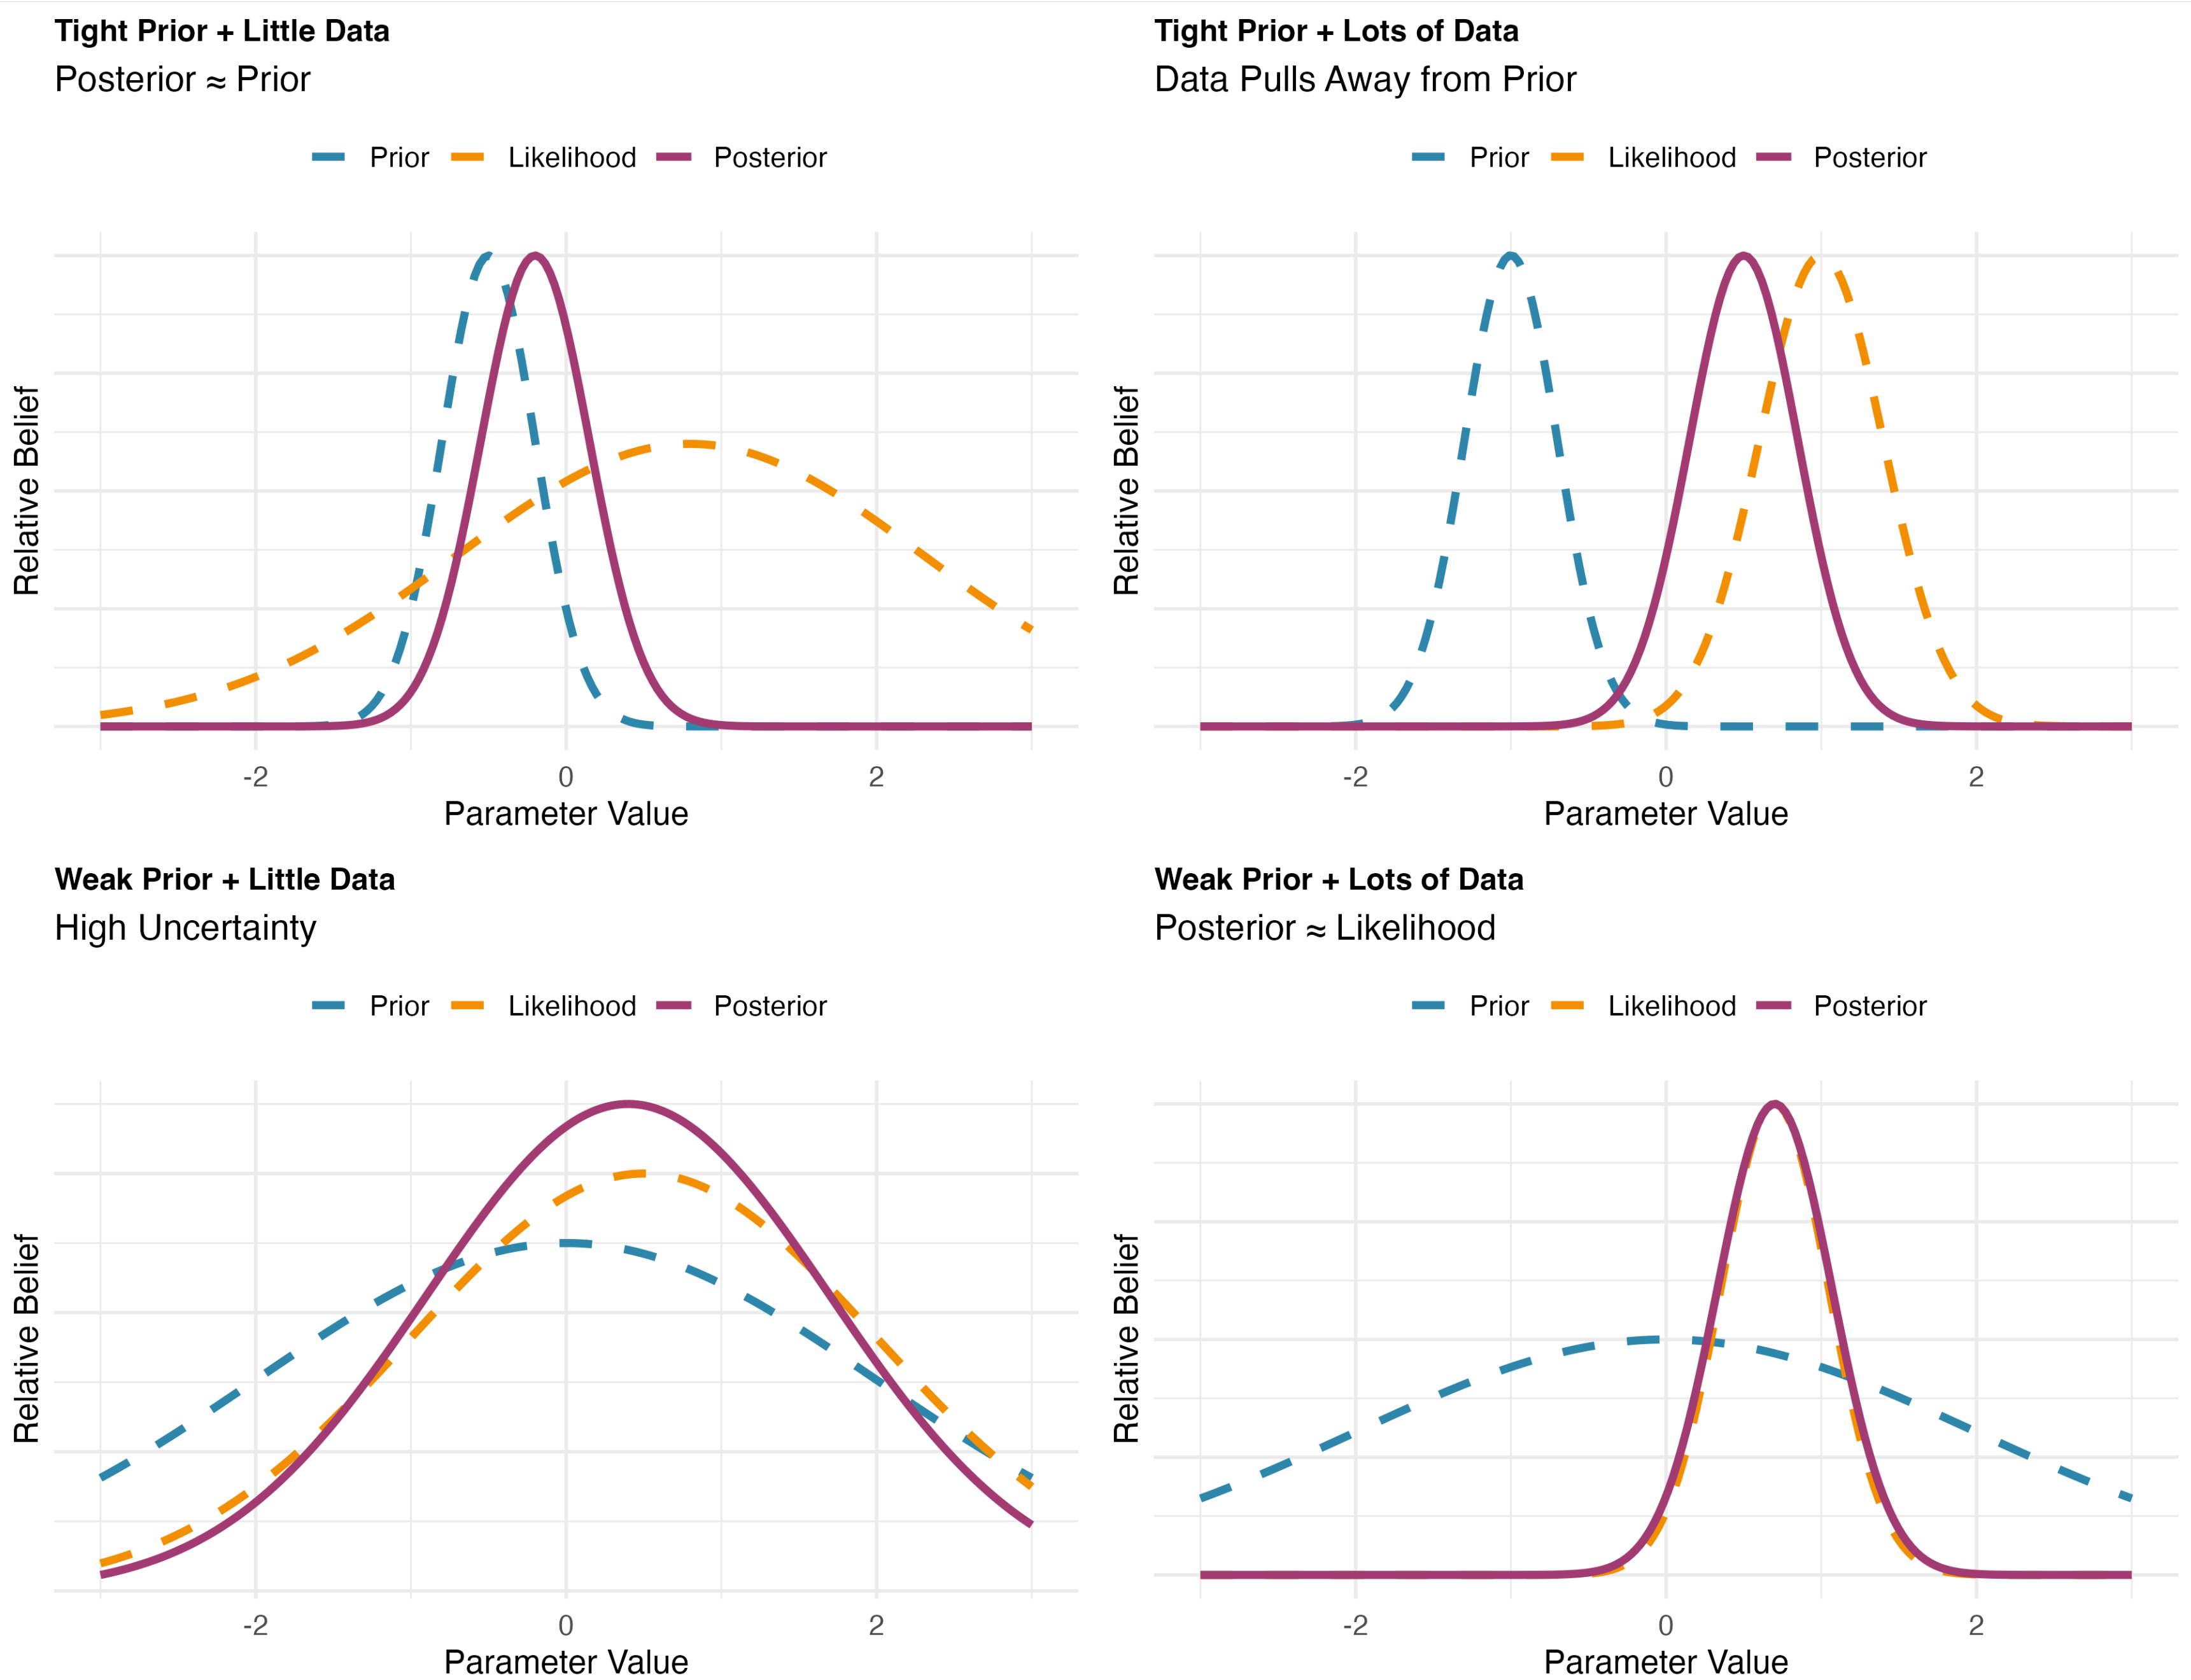 Tight Prior + Little Data
Posterior ≈ Prior
Prior Likelihood Posterior
Relative Belief
-2 0 2
Parameter Value
Tight Prior + Lots of Data
Data Pulls Away from Prior
Prior Likelihood Posterior
Relative Belief
-2 0 2
Parameter Value
Weak Prior + Little Data
High Uncertainty
Prior Likelihood Posterior
Relative Belief
-2 0 2
Parameter Value
Weak Prior + Lots of Data
Posterior ≈ Likelihood
Prior Likelihood Posterior
Relative Belief
-2 0 2
Parameter Value